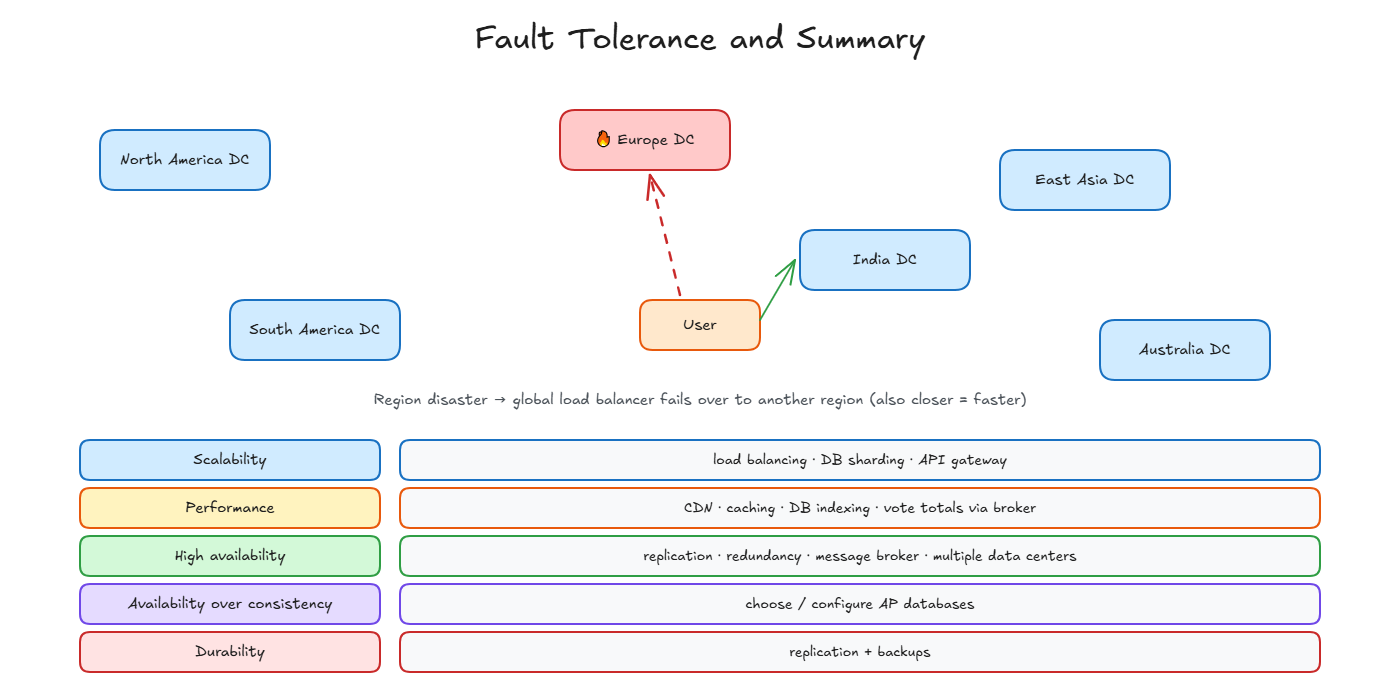 Fault Tolerance and Summary
🔥 Europe DC
North America DC
East Asia DC
India DC
South America DC
User
Australia DC
Region disaster → global load balancer fails over to another region (also closer = faster)
Scalability
load balancing · DB sharding · API gateway
Performance
CDN · caching · DB indexing · vote totals via broker
High availability
replication · redundancy · message broker · multiple data centers
Availability over consistency
choose / configure AP databases
Durability
replication + backups